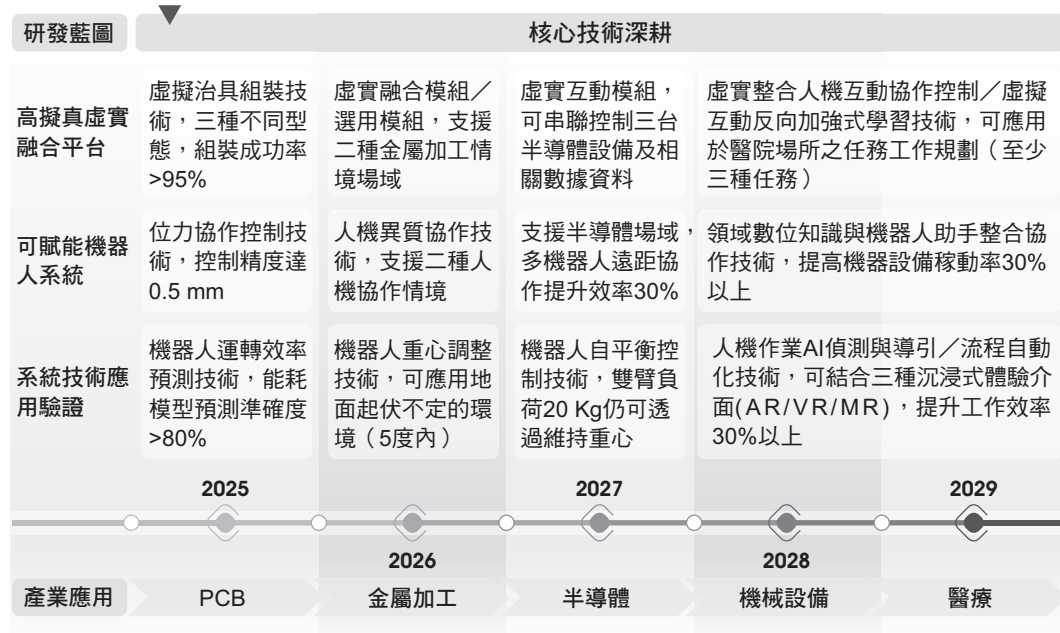 研發藍圖
核心技術深耕
高擬真虛實
融合平台
虛擬治具組裝技
術，三種不同型
態，組裝成功率
>95%
虛實融合模組／
選用模組，支援
二種金屬加工情
境場域
虛實互動模組，
可串聯控制三台
半導體設備及相
關數據資料
虛實整合人機互動協作控制／虛擬
互動反向加強式學習技術，可應用
於醫院場所之任務工作規劃（至少
三種任務）
可賦能機器
人系統
位力協作控制技
術，控制精度達
0.5 mm
人機異質協作技
術，支援二種人
機協作情境
支援半導體場域，
多機器人遠距協
作提升效率30%
領域數位知識與機器人助手整合協
作技術，提高機器設備稼動率30%
以上
系統技術應
用驗證
機器人運轉效率
預測技術，能耗
模型預測準確度
>80%
機器人重心調整
技術，可應用地
面起伏不定的環
境（5度內）
機器人自平衡控
制技術，雙臂負
荷20 Kg仍可透
過維持重心
人機作業AI偵測與導引／流程自動
化技術，可結合三種沉浸式體驗介
面(AR/VR/MR)，提升工作效率
30%以上
2025
2026
2027
2028
2029
產業應用
PCB
金屬加工
半導體
機械設備
醫療